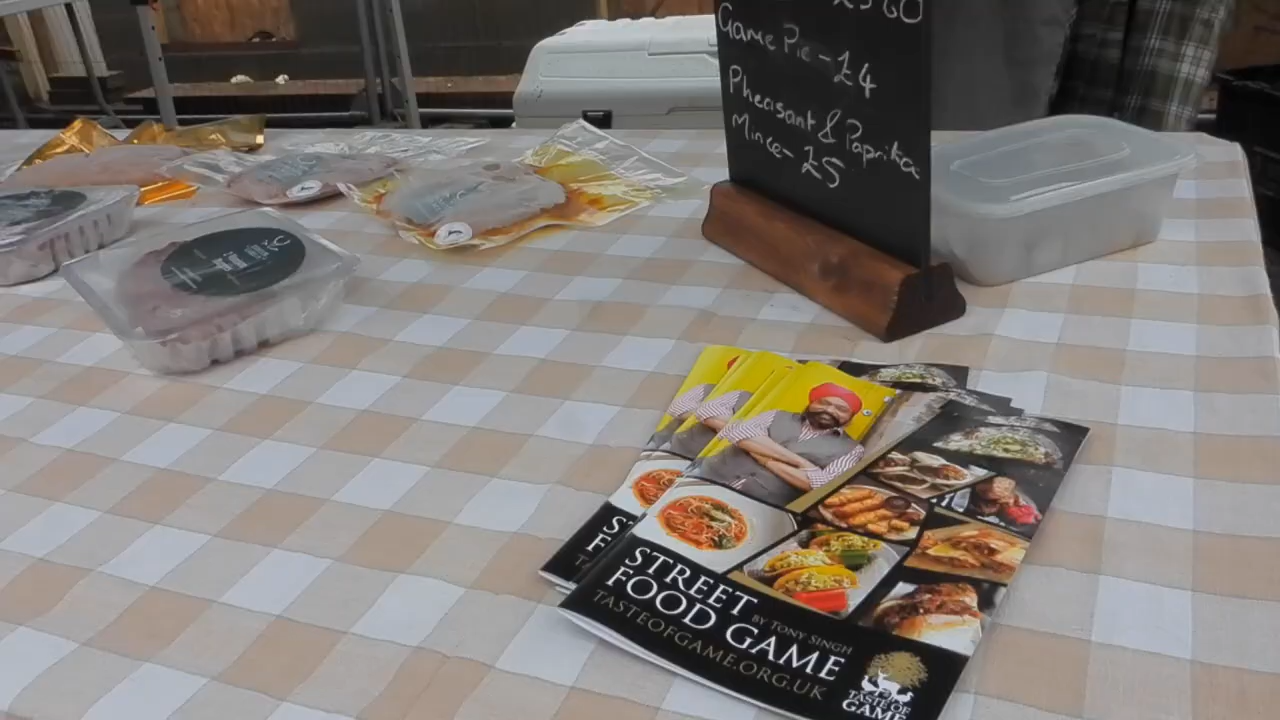 Game Pie - £4
Pheasant & Paprika
Mince - £5
STREET
FOOD GAME
BY TONY SINGH
TASTEOFGAME.ORG.UK
TASTE OF
GAME